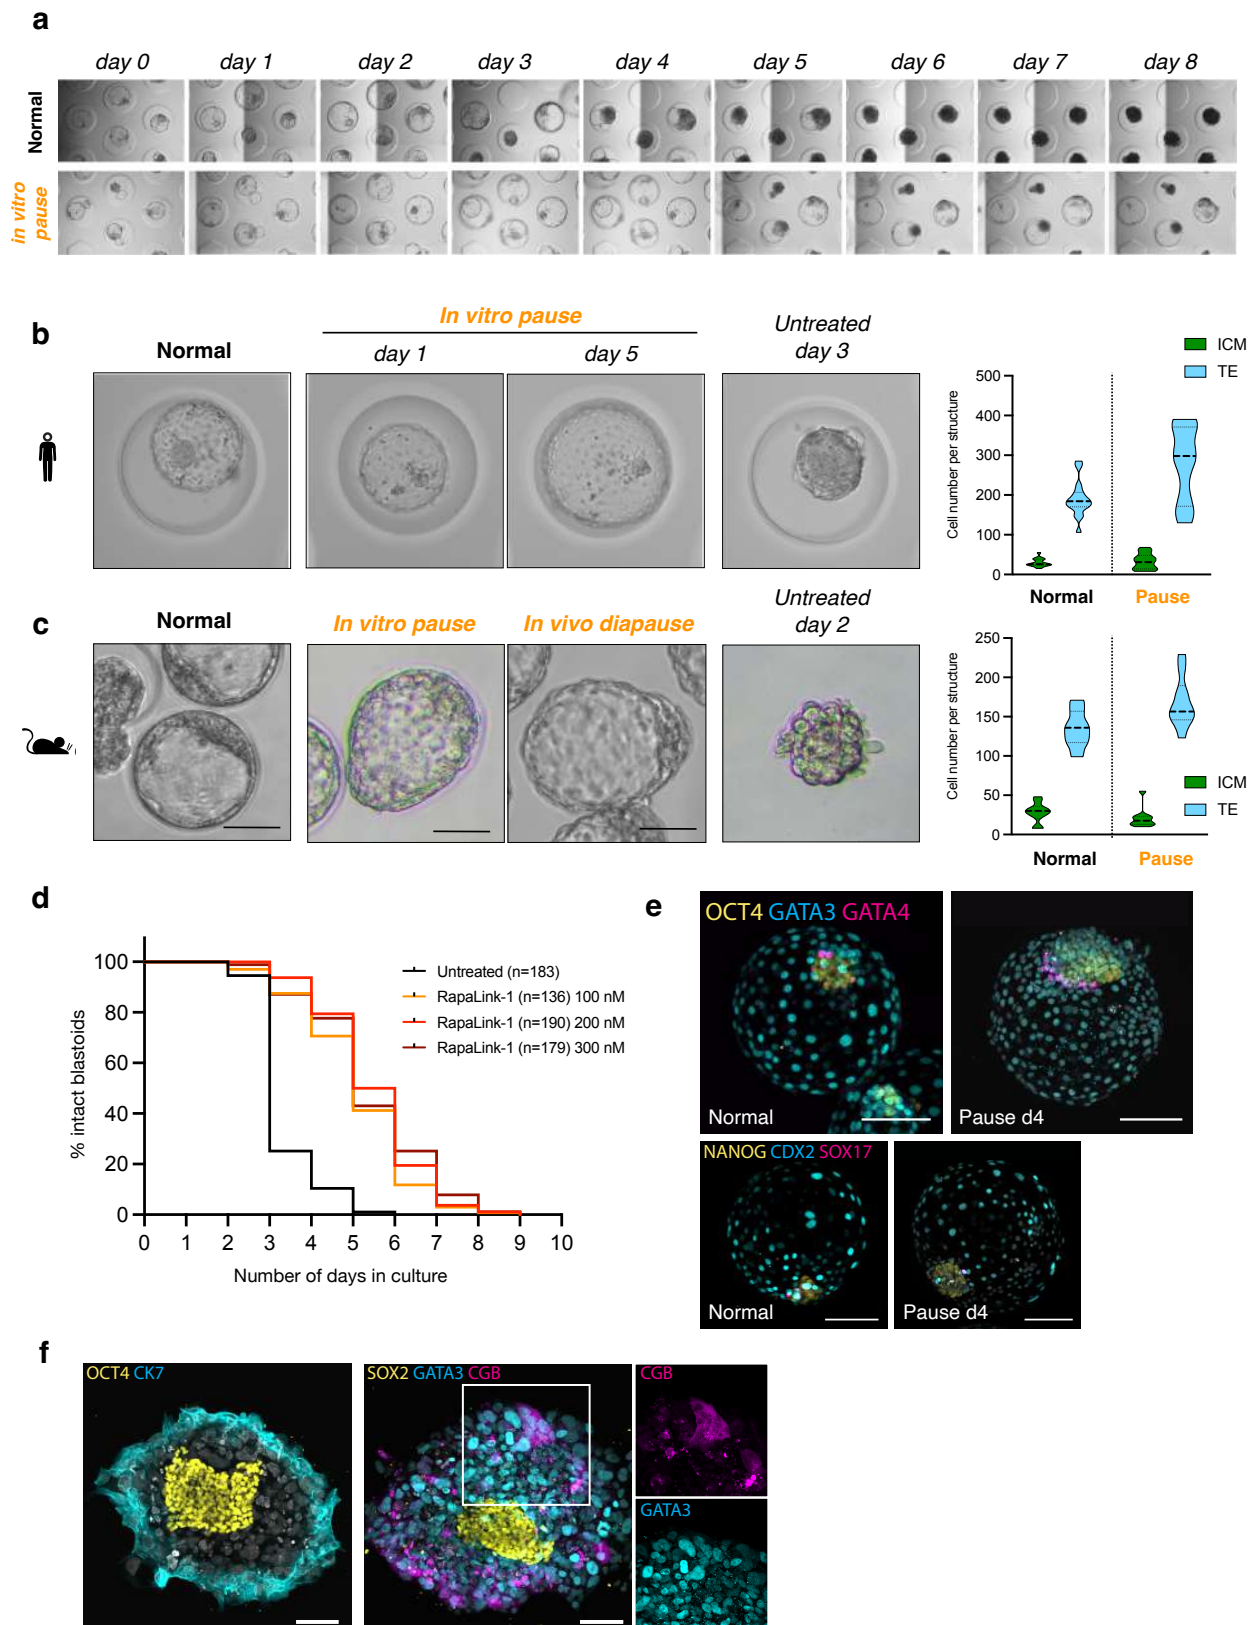 a
day 0 day 1 day 2 day 3 day 4 day 5 day 6 day 7 day 8
Normal
in vitro
pause
b
Normal
In vitro pause
day 1 day 5
Untreated
day 3
ICM
TE
Cell number per structure
500
400
300
200
100
0
Normal Pause
c
Normal
In vitro pause
In vivo diapause
Untreated
day 2
Cell number per structure
250
200
150
100
50
0
ICM
TE
Normal Pause
d
% intact blastoids
100
80
60
40
20
0
0 1 2 3 4 5 6 7 8 9 10
Number of days in culture
Untreated (n=183)
RapaLink-1 (n=136) 100 nM
RapaLink-1 (n=190) 200 nM
RapaLink-1 (n=179) 300 nM
e
OCT4 GATA3 GATA4
Normal
Pause d4
NANOG CDX2 SOX17
Normal
Pause d4
f
OCT4 CK7
SOX2 GATA3 CGB
CGB
GATA3